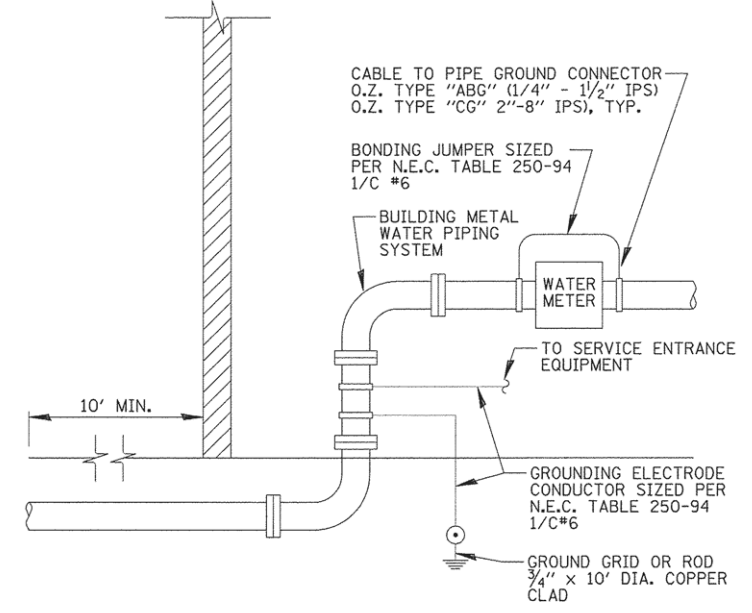 CABLE TO PIPE GROUND CONNECTOR
O.Z. TYPE "ABG" (1/4" - 1 1/2" IPS)
O.Z. TYPE "CG" 2"-8" IPS), TYP.
BONDING JUMPER SIZED
PER N.E.C. TABLE 250-94
1/C #6
BUILDING METAL
WATER PIPING
SYSTEM
WATER
METER
TO SERVICE ENTRANCE
EQUIPMENT
10' MIN.
GROUNDING ELECTRODE
CONDUCTOR SIZED PER
N.E.C. TABLE 250-94
1/C#6
GROUND GRID OR ROD
3/4" x 10' DIA. COPPER
CLAD